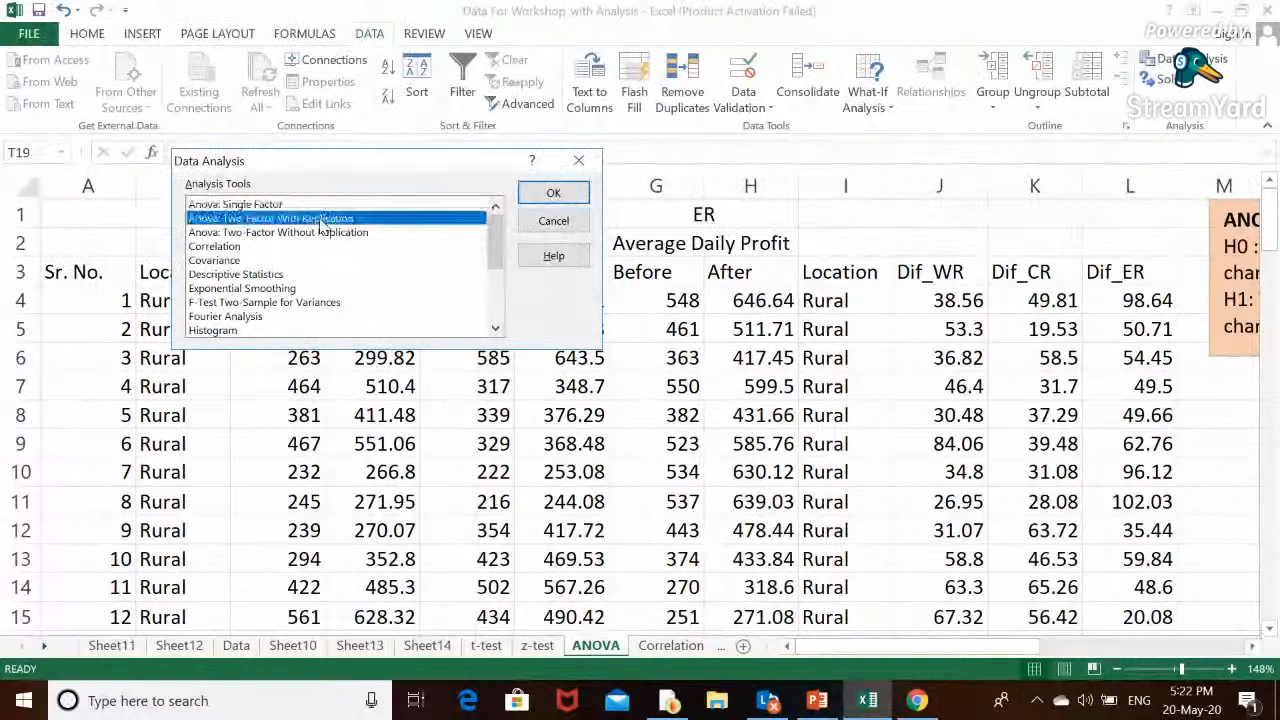 Data For Workshop with Analysis - Excel (Product Activation Failed)
FILE HOME INSERT PAGE LAYOUT FORMULAS DATA REVIEW VIEW
Powered by
StreamYard
From Access
From Web
From Text
From Other Sources
Existing Connections
Get External Data
Refresh All
Connections
Properties
Edit Links
Connections
Sort
Filter
Clear
Reapply
Advanced
Sort & Filter
Text to Columns
Flash Fill
Remove Duplicates
Data Validation
Consolidate
What-If Analysis
Relationships
Data Tools
Group
Ungroup
Subtotal
Outline
Analysis
T19
fx
Data Analysis
?
Analysis Tools
Anova: Single Factor
Anova: Two-Factor With Replication
Anova: Two-Factor Without Replication
Correlation
Covariance
Descriptive Statistics
Exponential Smoothing
F-Test Two-Sample for Variances
Fourier Analysis
Histogram
OK
Cancel
Help
A G H I J K L M
1 ER ANO
2 Average Daily Profit H0 :
3 Sr. No. Loc Before After Location Dif_WR Dif_CR Dif_ER char
4 1 Rur 548 646.64 Rural 38.56 49.81 98.64 H1:
5 2 Rur 461 511.71 Rural 53.3 19.53 50.71 char
6 3 Rural 263 299.82 585 643.5 363 417.45 Rural 36.82 58.5 54.45
7 4 Rural 464 510.4 317 348.7 550 599.5 Rural 46.4 31.7 49.5
8 5 Rural 381 411.48 339 376.29 382 431.66 Rural 30.48 37.29 49.66
9 6 Rural 467 551.06 329 368.48 523 585.76 Rural 84.06 39.48 62.76
10 7 Rural 232 266.8 222 253.08 534 630.12 Rural 34.8 31.08 96.12
11 8 Rural 245 271.95 216 244.08 537 639.03 Rural 26.95 28.08 102.03
12 9 Rural 239 270.07 354 417.72 443 478.44 Rural 31.07 63.72 35.44
13 10 Rural 294 352.8 423 469.53 374 433.84 Rural 58.8 46.53 59.84
14 11 Rural 422 485.3 502 567.26 270 318.6 Rural 63.3 65.26 48.6
15 12 Rural 561 628.32 434 490.42 251 271.08 Rural 67.32 56.42 20.08
Sheet11 Sheet12 Data Sheet10 Sheet13 Sheet14 t-test z-test ANOVA Correlation ...
READY 148%
Type here to search
ENG
5:22 PM
20-May-20
1